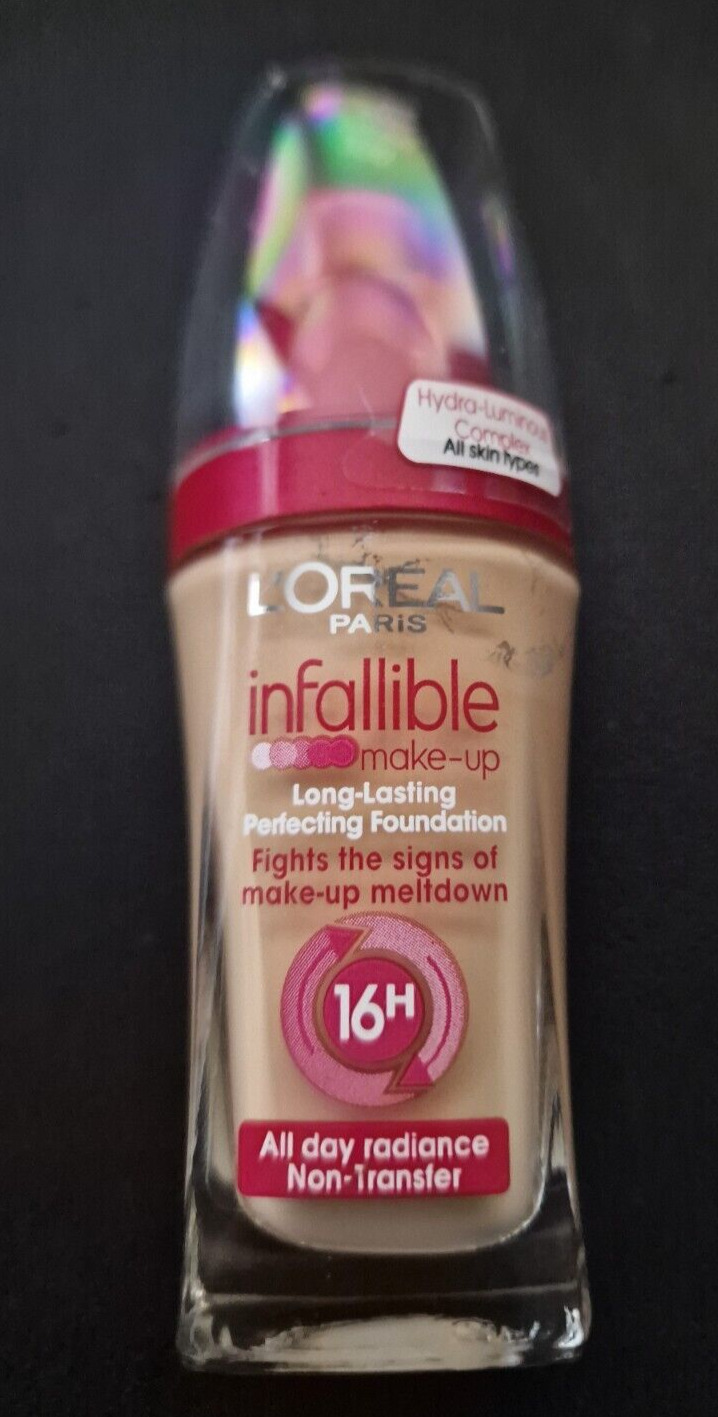 Hydra-Luminous
Complex
All skin types
L'ORÉAL
PARiS
infallible
make-up
Long-Lasting
Perfecting Foundation
Fights the signs of
make-up meltdown
16H
All day radiance
Non-Transfer